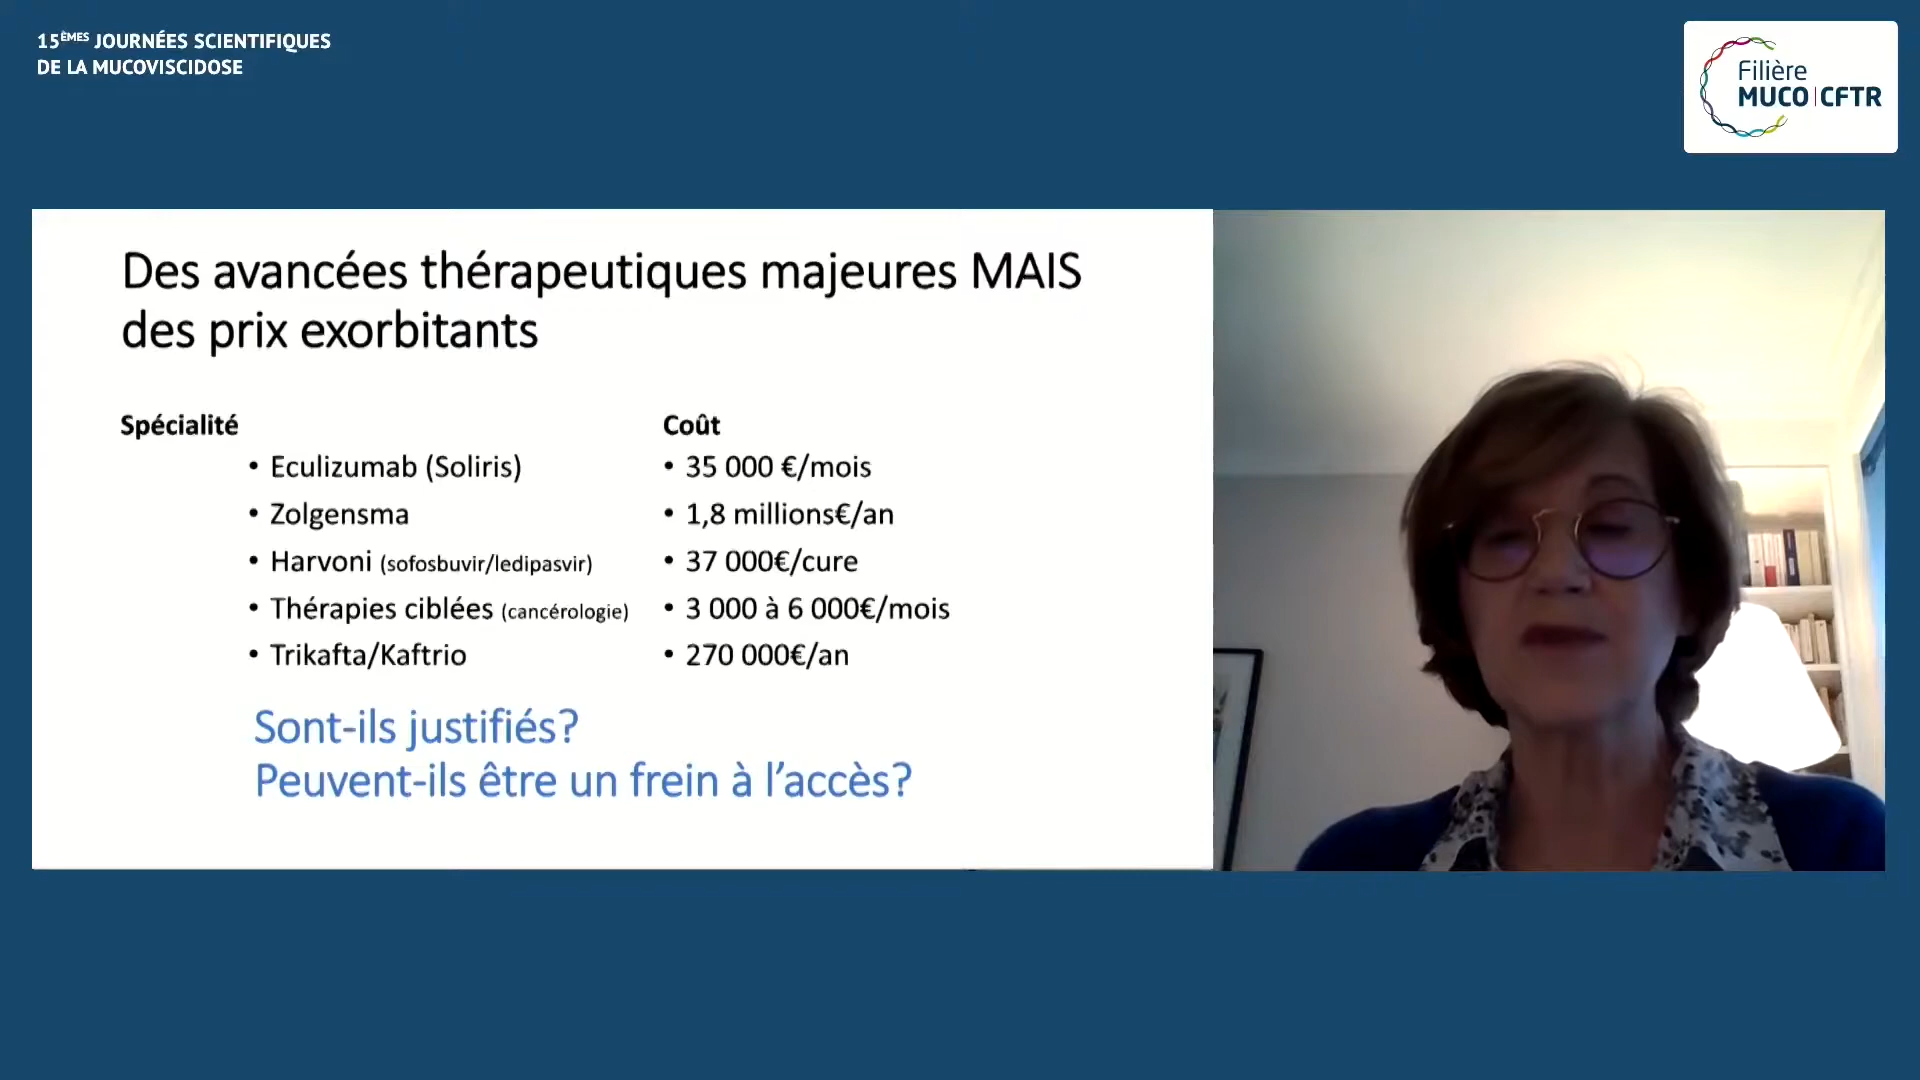 15ÈMES JOURNÉES SCIENTIFIQUES
DE LA MUCOVISCIDOSE
Filière
MUCO|CFTR
Des avancées thérapeutiques majeures MAIS
des prix exorbitants
Spécialité Coût
• Eculizumab (Soliris) • 35 000 €/mois
• Zolgensma • 1,8 millions€/an
• Harvoni (sofosbuvir/ledipasvir) • 37 000€/cure
• Thérapies ciblées (cancérologie) • 3 000 à 6 000€/mois
• Trikafta/Kaftrio • 270 000€/an
Sont-ils justifiés?
Peuvent-ils être un frein à l’accès?